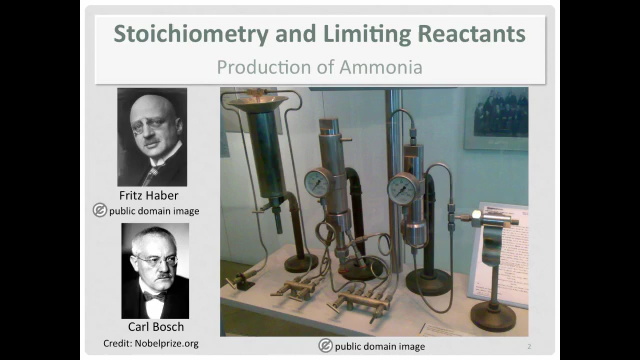 Stoichiometry and Limiting Reactants
Production of Ammonia
Fritz Haber
public domain image
Carl Bosch
Credit: Nobelprize.org
public domain image
2